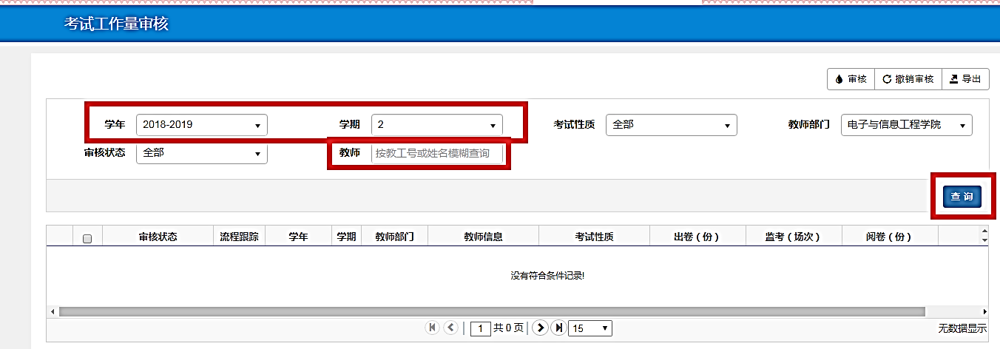 考试工作量审核
审核 撤销审核 导出
学年 2018-2019 学期 2 考试性质 全部 教师部门 电子与信息工程学院
审核状态 全部 教师 按教工号或姓名模糊查询
查 询
审核状态 流程跟踪 学年 学期 教师部门 教师信息 考试性质 出卷（份） 监考（场次） 阅卷（份）
没有符合条件记录!
1 共 0 页 15 无数据显示